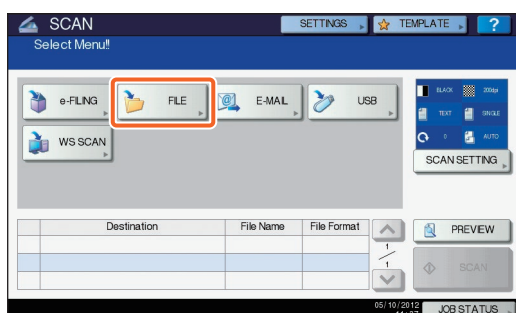 SCAN
SETTINGS
TEMPLATE
?
Select Menu!!
e-FILING
FILE
E-MAIL
USB
BLACK
200dpi
TEXT
SINGLE
0
AUTO
WS SCAN
SCAN SETTING
Destination
File Name
File Format
1
1
PREVIEW
SCAN
05/10/2012
JOB STATUS